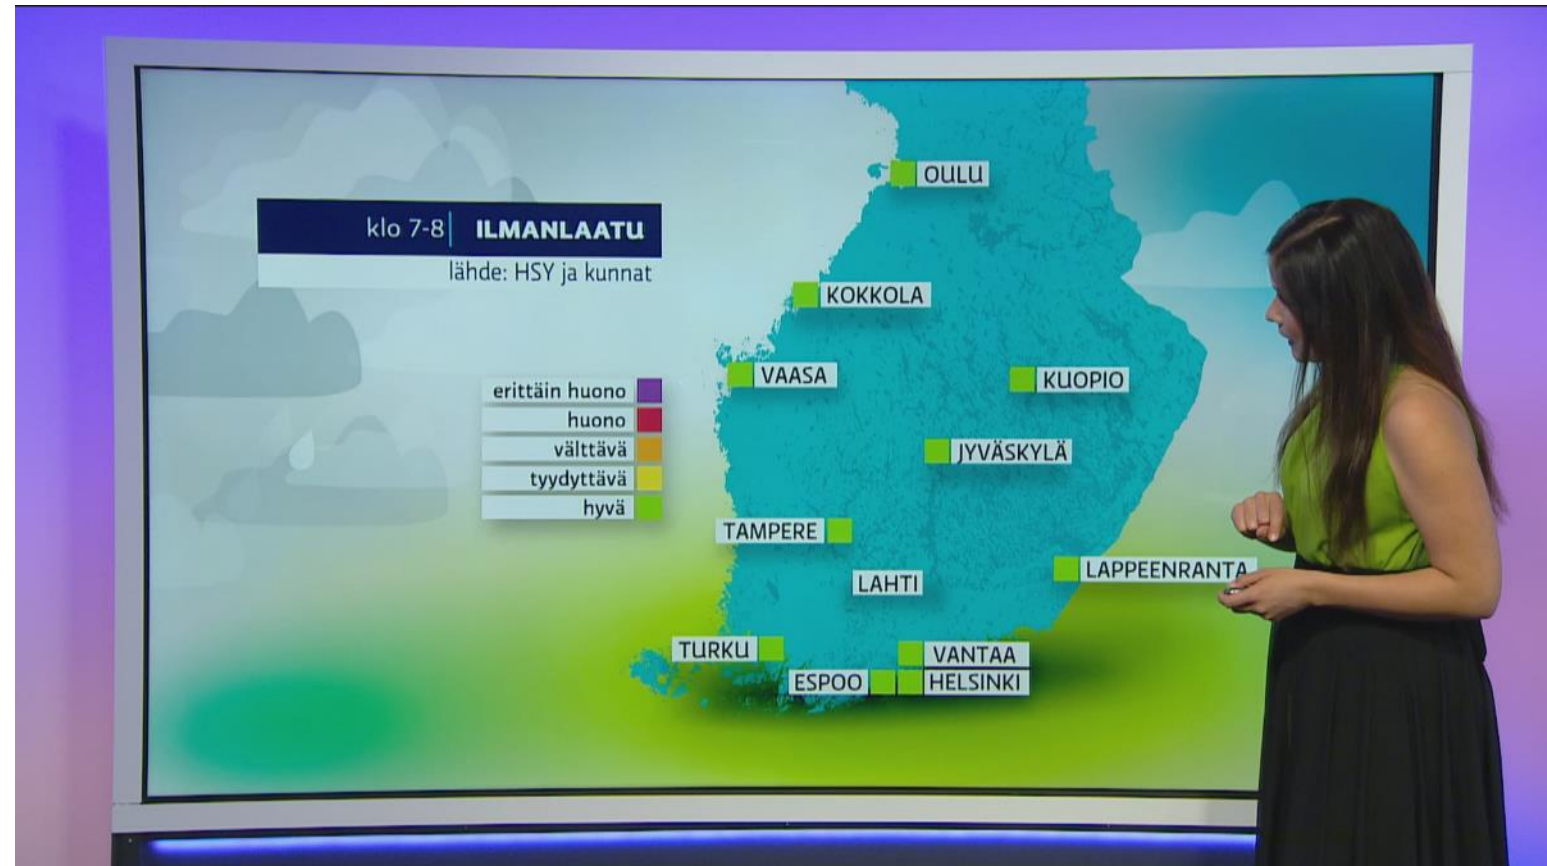 klo 7-8 ILMANLAATU
lähde: HSY ja kunnat
erittäin huono
huono
välttävä
tyydyttävä
hyvä
OULU
KOKKOLA
VAASA
KUOPIO
JYVÄSKYLÄ
TAMPERE
LAPPEENRANTA
LAHTI
TURKU
VANTAA
ESPOO
HELSINKI